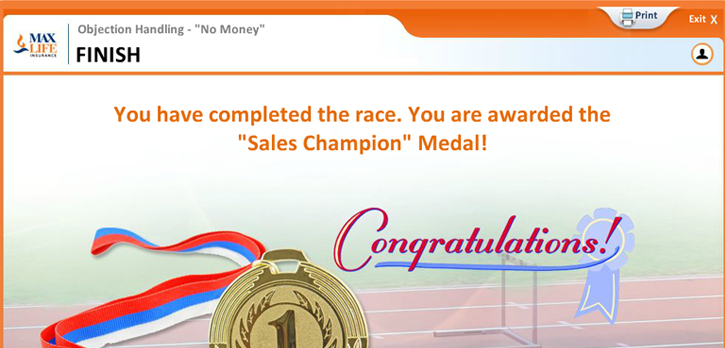 Print
Exit X
MAX
LIFE
INSURANCE
Objection Handling - "No Money"
FINISH
You have completed the race. You are awarded the
"Sales Champion" Medal!
Congratulations!
1